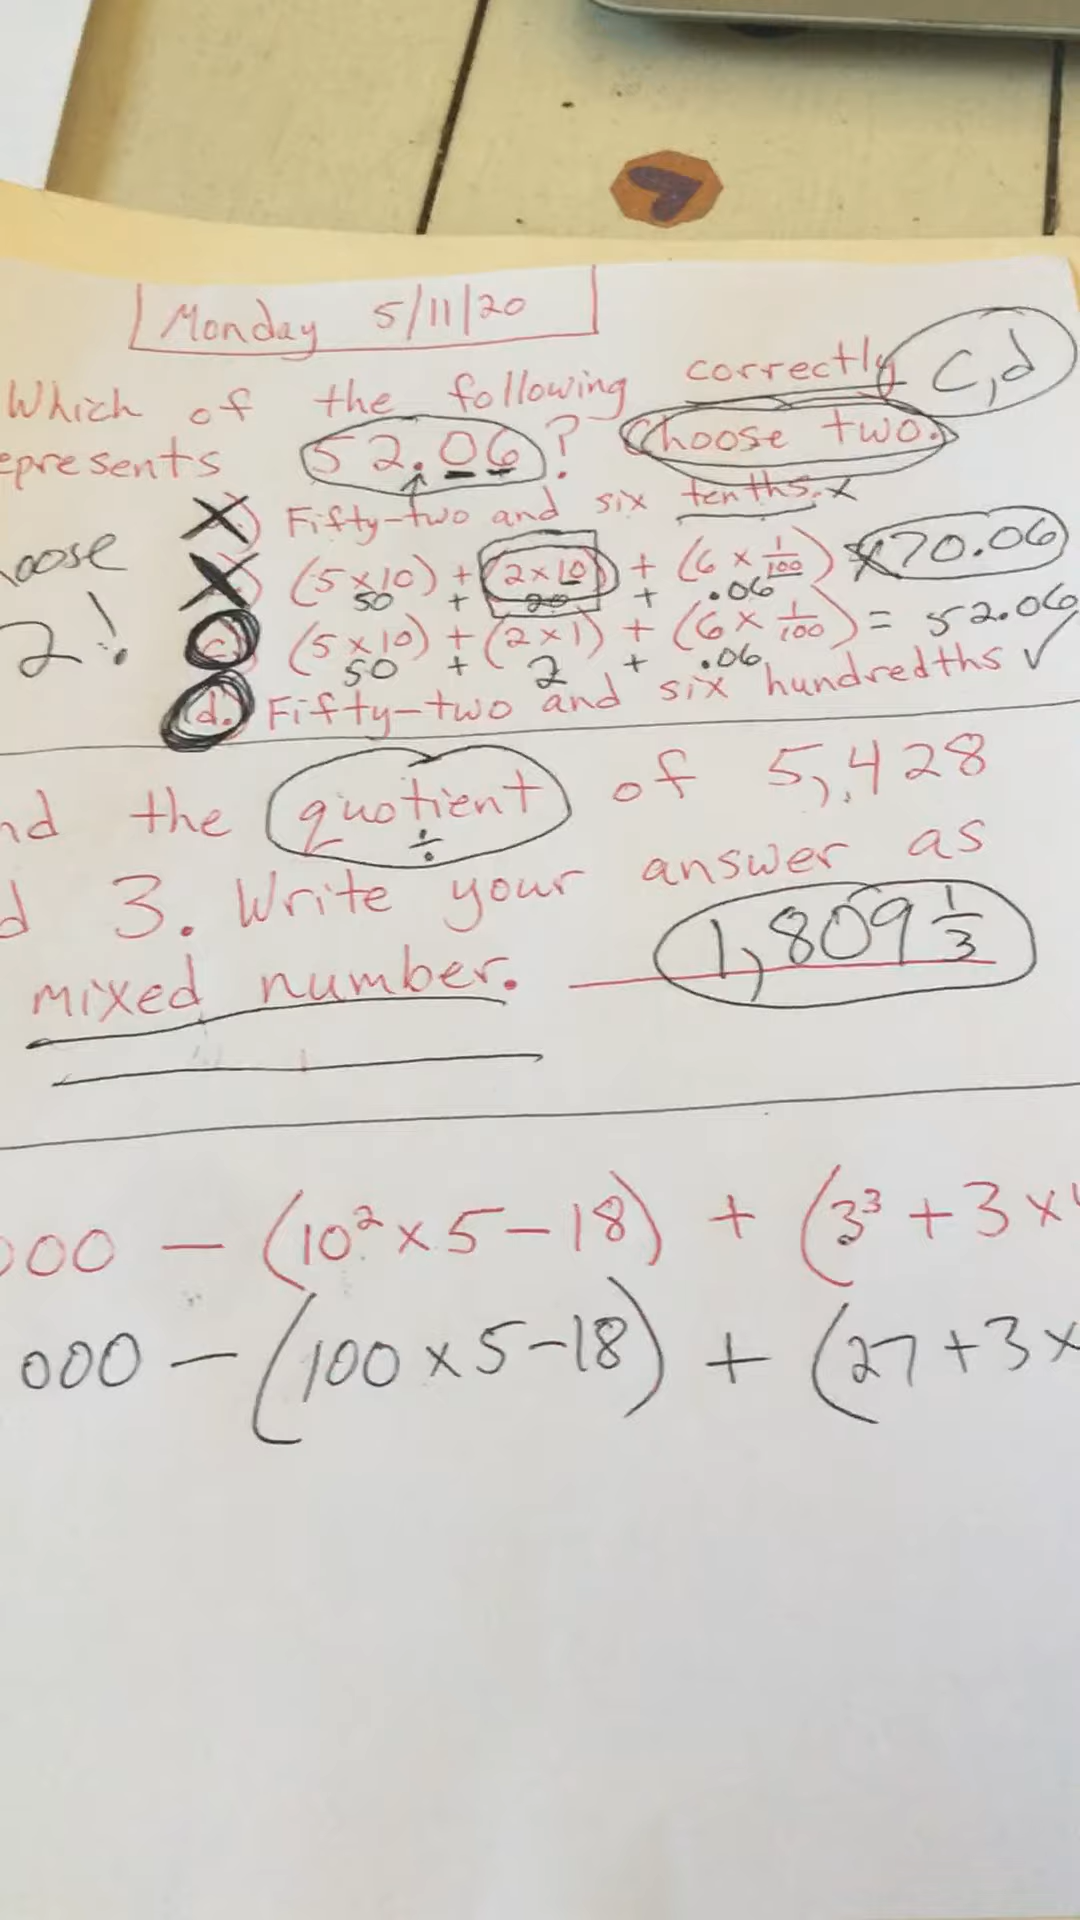 Monday 5/11/20
Which of the following correctly C,d
epresents 52.06? Choose two.
Fifty-two and six tenths. x
(5x10) + (2x10) + (6 x 1/100) x 70.06
50 + 20 + .06
c.) (5x10) + (2x1) + (6 x 1/100) = 52.06
50 + 2 + .06
d. Fifty-two and six hundredths ✓
oose
2!
nd the quotient of 5,428
÷
d 3. Write your answer as
mixed number. 1,809 1/3
000 — (10² x 5 – 18) + (3³ + 3 x
000 — (100 x 5 – 18) + (27 + 3 x